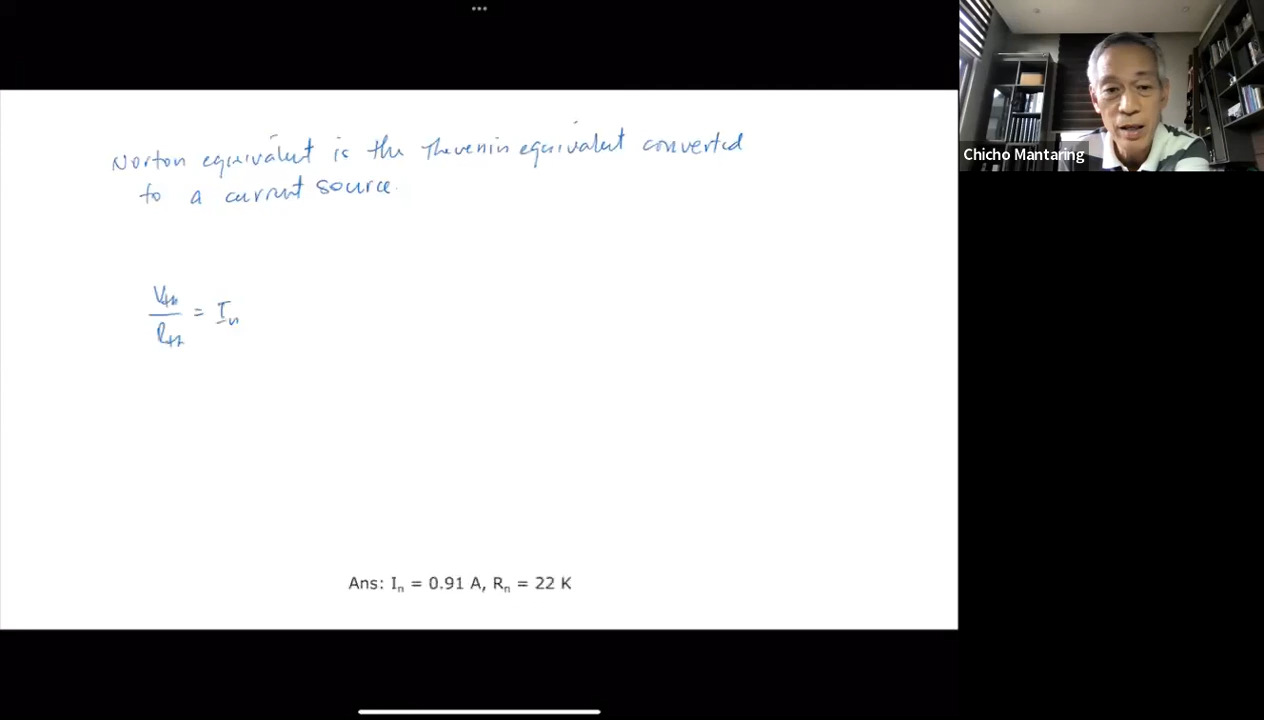 Norton equivalent is the Thevenin equivalent converted
to a current source.
Vth
Rth
= In
Ans: In = 0.91 A, Rn = 22 K
Chicho Mantaring